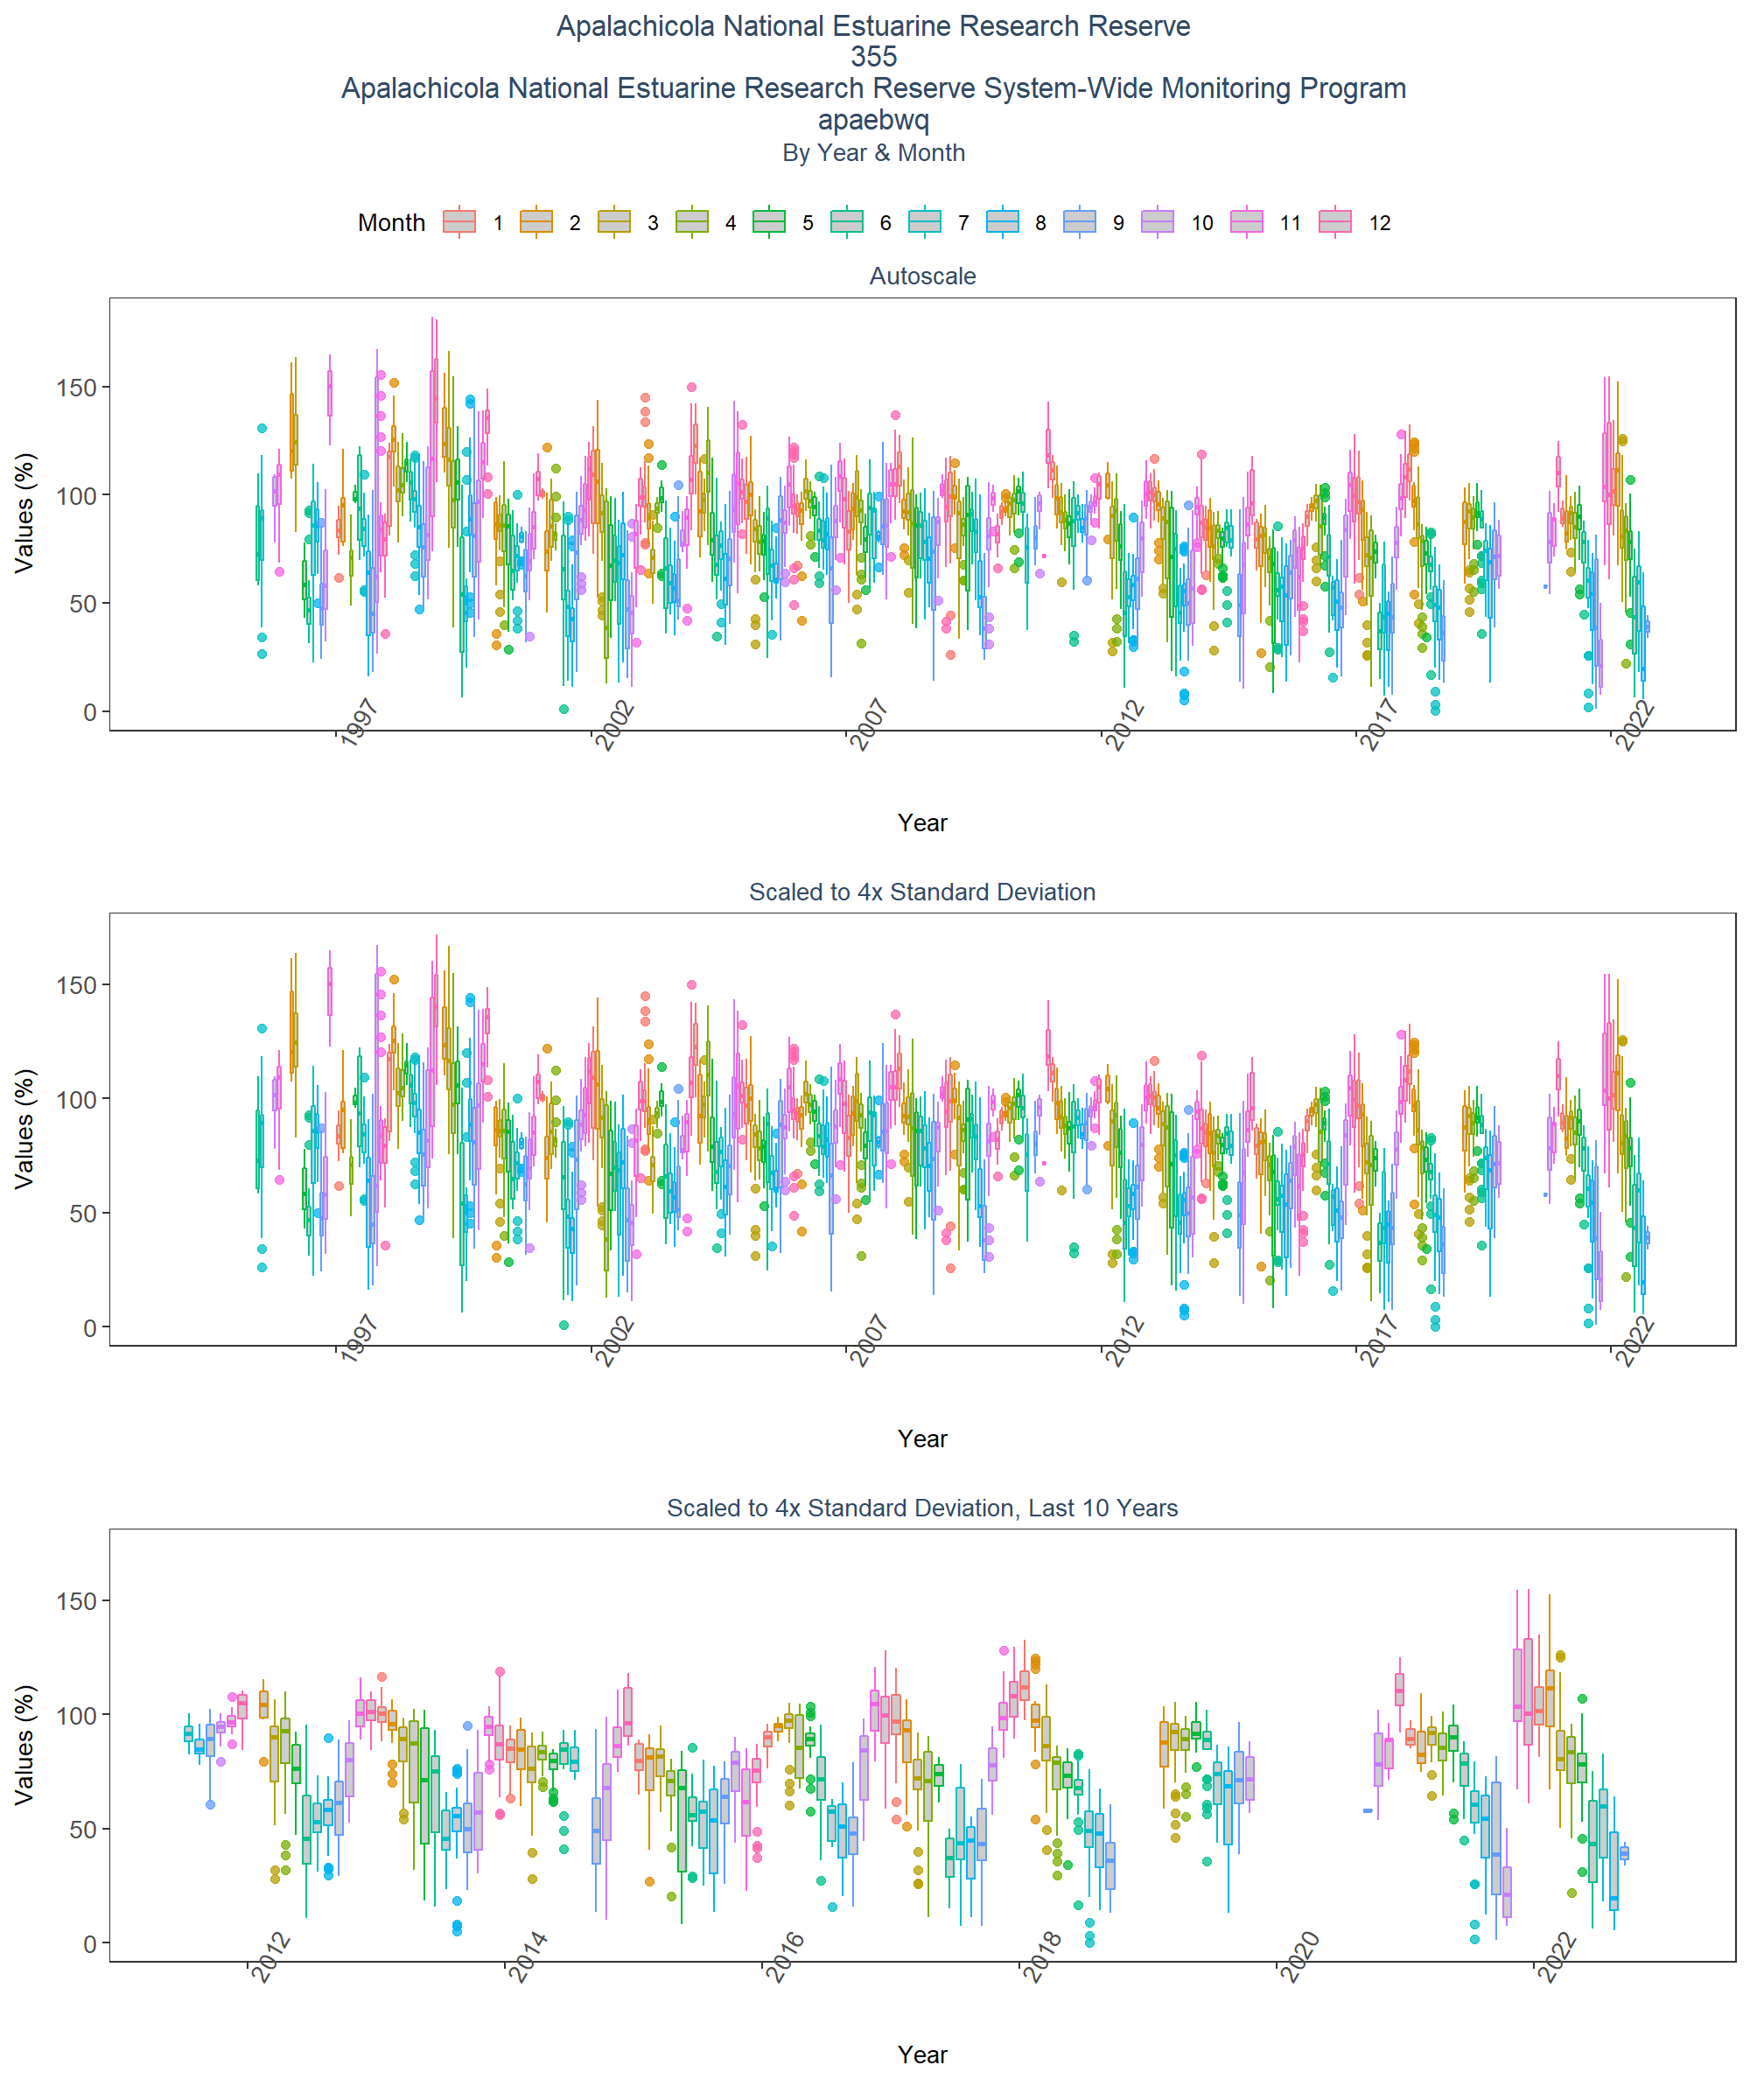 Apalachicola National Estuarine Research Reserve
355
Apalachicola National Estuarine Research Reserve System-Wide Monitoring Program
apaebwq
By Year & Month
Month 1 2 3 4 5 6 7 8 9 10 11 12
Autoscale
Values (%)
150
100
50
0
1997 2002 2007 2012 2017 2022
Year
Scaled to 4x Standard Deviation
Values (%)
150
100
50
0
1997 2002 2007 2012 2017 2022
Year
Scaled to 4x Standard Deviation, Last 10 Years
Values (%)
150
100
50
0
2012 2014 2016 2018 2020 2022
Year